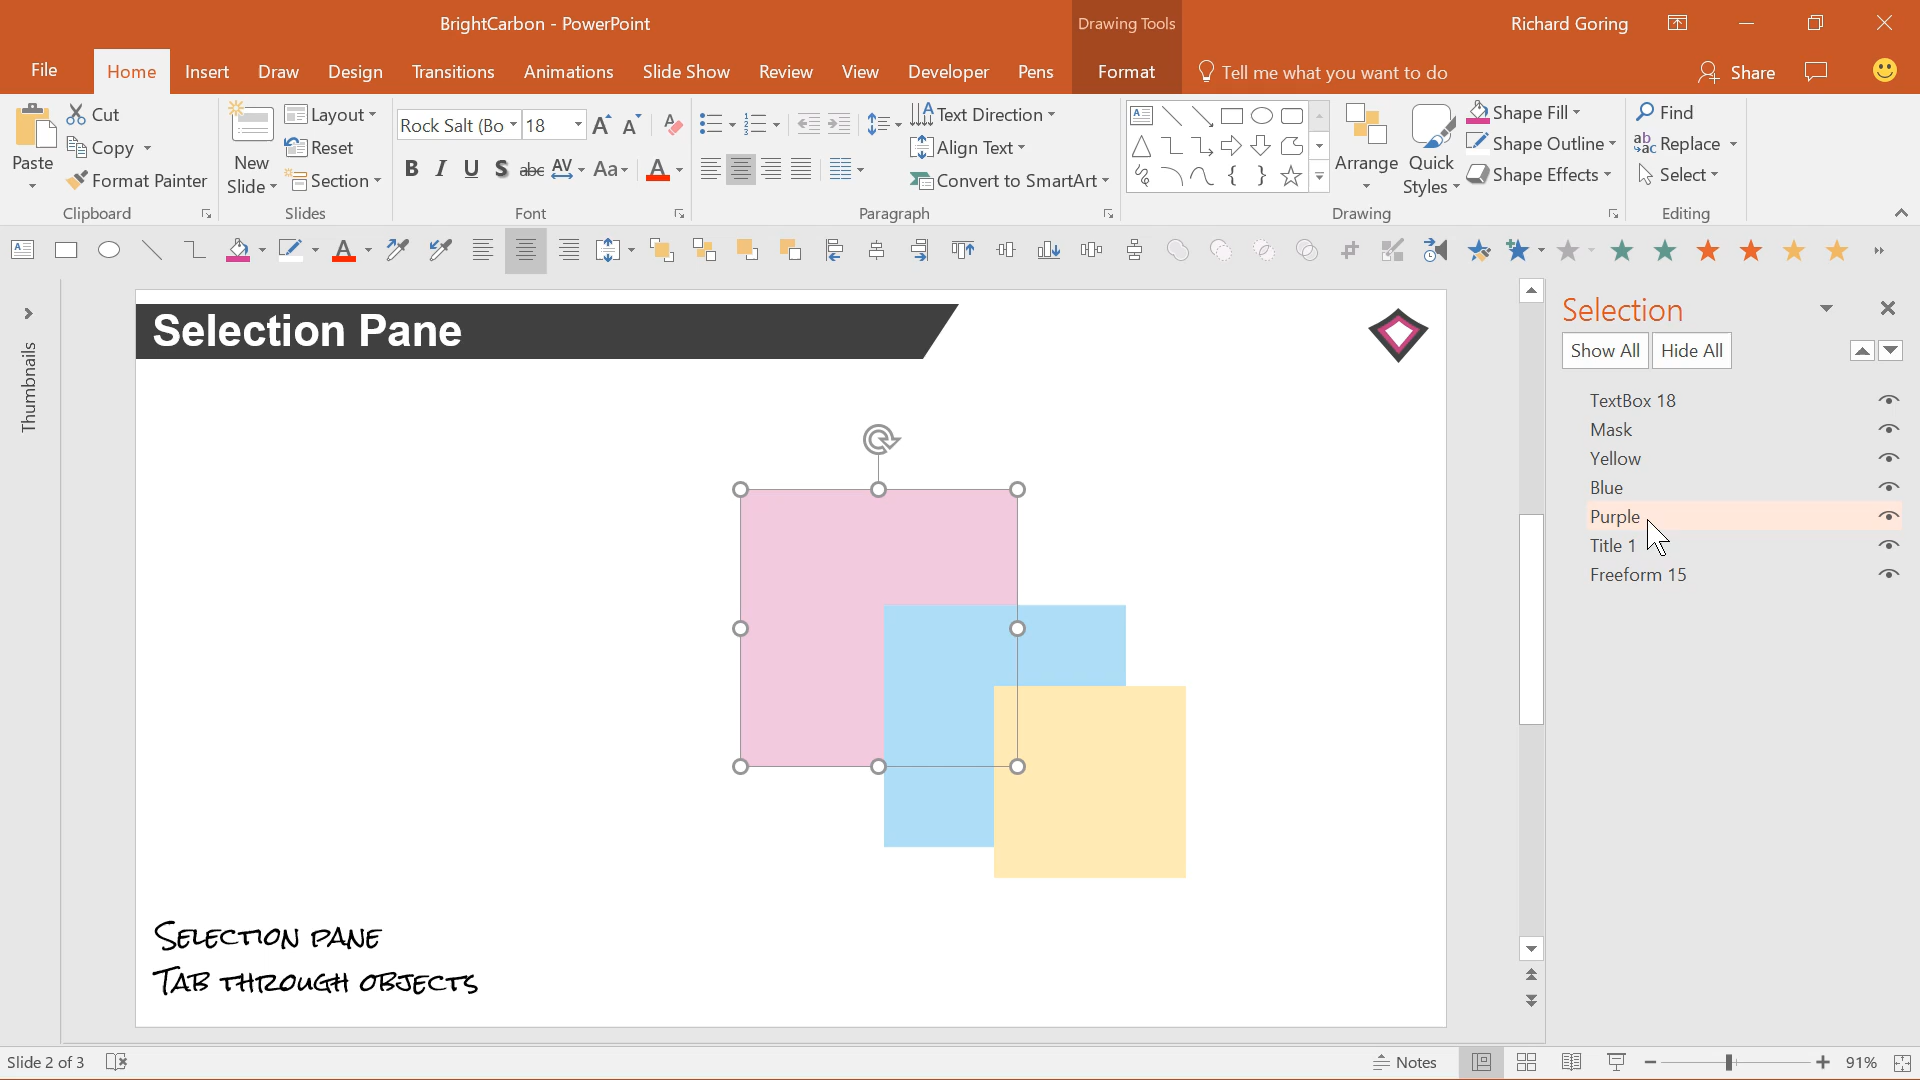 BrightCarbon - PowerPoint
Drawing Tools
Richard Goring
File Home Insert Draw Design Transitions Animations Slide Show Review View Developer Pens Format Tell me what you want to do Share
Paste
Cut
Copy
Format Painter
Clipboard
New Slide
Layout
Reset
Section
Slides
Rock Salt (Bo 18
B I U S abc AV Aa A
Font
Text Direction
Align Text
Convert to SmartArt
Paragraph
Arrange
Quick Styles
Shape Fill
Shape Outline
Shape Effects
Drawing
Find
Replace
Select
Editing
Thumbnails
Selection Pane
Selection pane
Tab through objects
Selection
Show All Hide All
TextBox 18
Mask
Yellow
Blue
Purple
Title 1
Freeform 15
Slide 2 of 3
Notes
91%